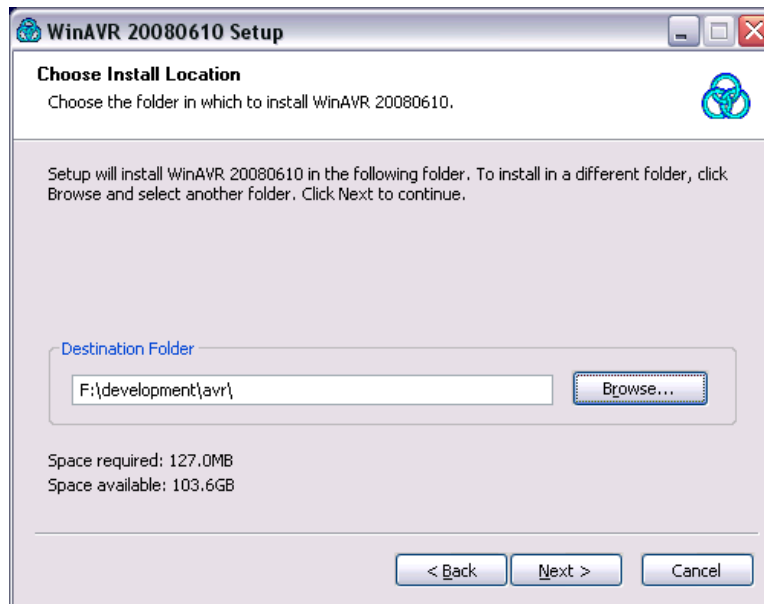 WinAVR 20080610 Setup
Choose Install Location
Choose the folder in which to install WinAVR 20080610.
Setup will install WinAVR 20080610 in the following folder. To install in a different folder, click
Browse and select another folder. Click Next to continue.
Destination Folder
F:\development\avr\
Browse...
Space required: 127.0MB
Space available: 103.6GB
< Back
Next >
Cancel